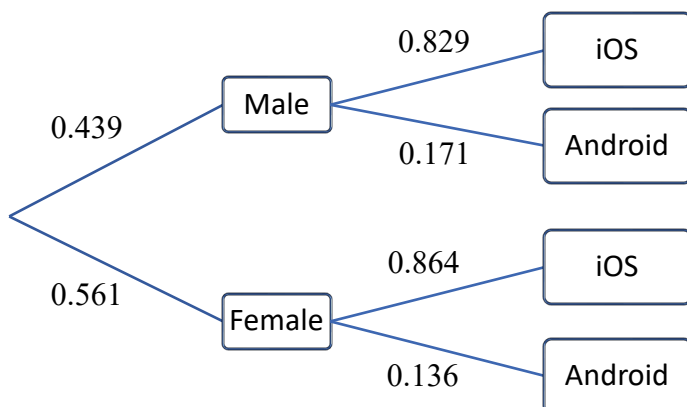 0.829
iOS
Male
0.439
0.171
Android
0.864
iOS
0.561
Female
0.136
Android